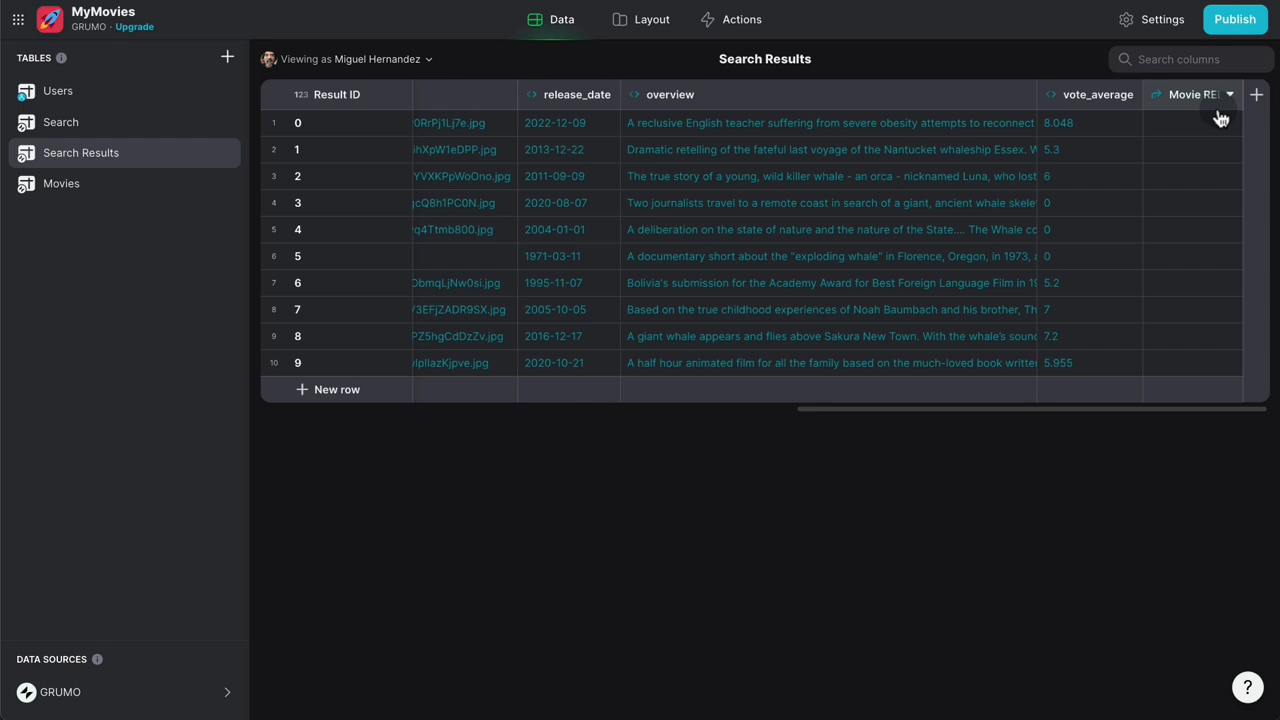 MyMovies
GRUMO · Upgrade
Data
Layout
Actions
Settings
Publish
TABLES
Users
Search
Search Results
Movies
Viewing as Miguel Hernandez
Search Results
Search columns
123 Result ID release_date overview vote_average Movie RE
1 0 0RrPj1Lj7e.jpg 2022-12-09 A reclusive English teacher suffering from severe obesity attempts to reconnect 8.048
2 1 ihXpW1eDPP.jpg 2013-12-22 Dramatic retelling of the fateful last voyage of the Nantucket whaleship Essex. 5.3
3 2 YVXKPpWoOno.jpg 2011-09-09 The true story of a young, wild killer whale - an orca - nicknamed Luna, who lost 6
4 3 cQ8h1PC0N.jpg 2020-08-07 Two journalists travel to a remote coast in search of a giant, ancient whale skele 0
5 4 q4Ttmb800.jpg 2004-01-01 A deliberation on the state of nature and the nature of the State.... The Whale co 0
6 5 1971-03-11 A documentary short about the "exploding whale" in Florence, Oregon, in 1973, 0
7 6 DbmqLjNw0si.jpg 1995-11-07 Bolivia's submission for the Academy Award for Best Foreign Language Film in 19 5.2
8 7 3EFjZADR9SX.jpg 2005-10-05 Based on the true childhood experiences of Noah Baumbach and his brother, Th 7
9 8 PZ5hgCdDzZv.jpg 2016-12-17 A giant whale appears and flies above Sakura New Town. With the whale's sound 7.2
10 9 lpllazKjpve.jpg 2020-10-21 A half hour animated film for all the family based on the much-loved book written 5.955
New row
DATA SOURCES
GRUMO
?